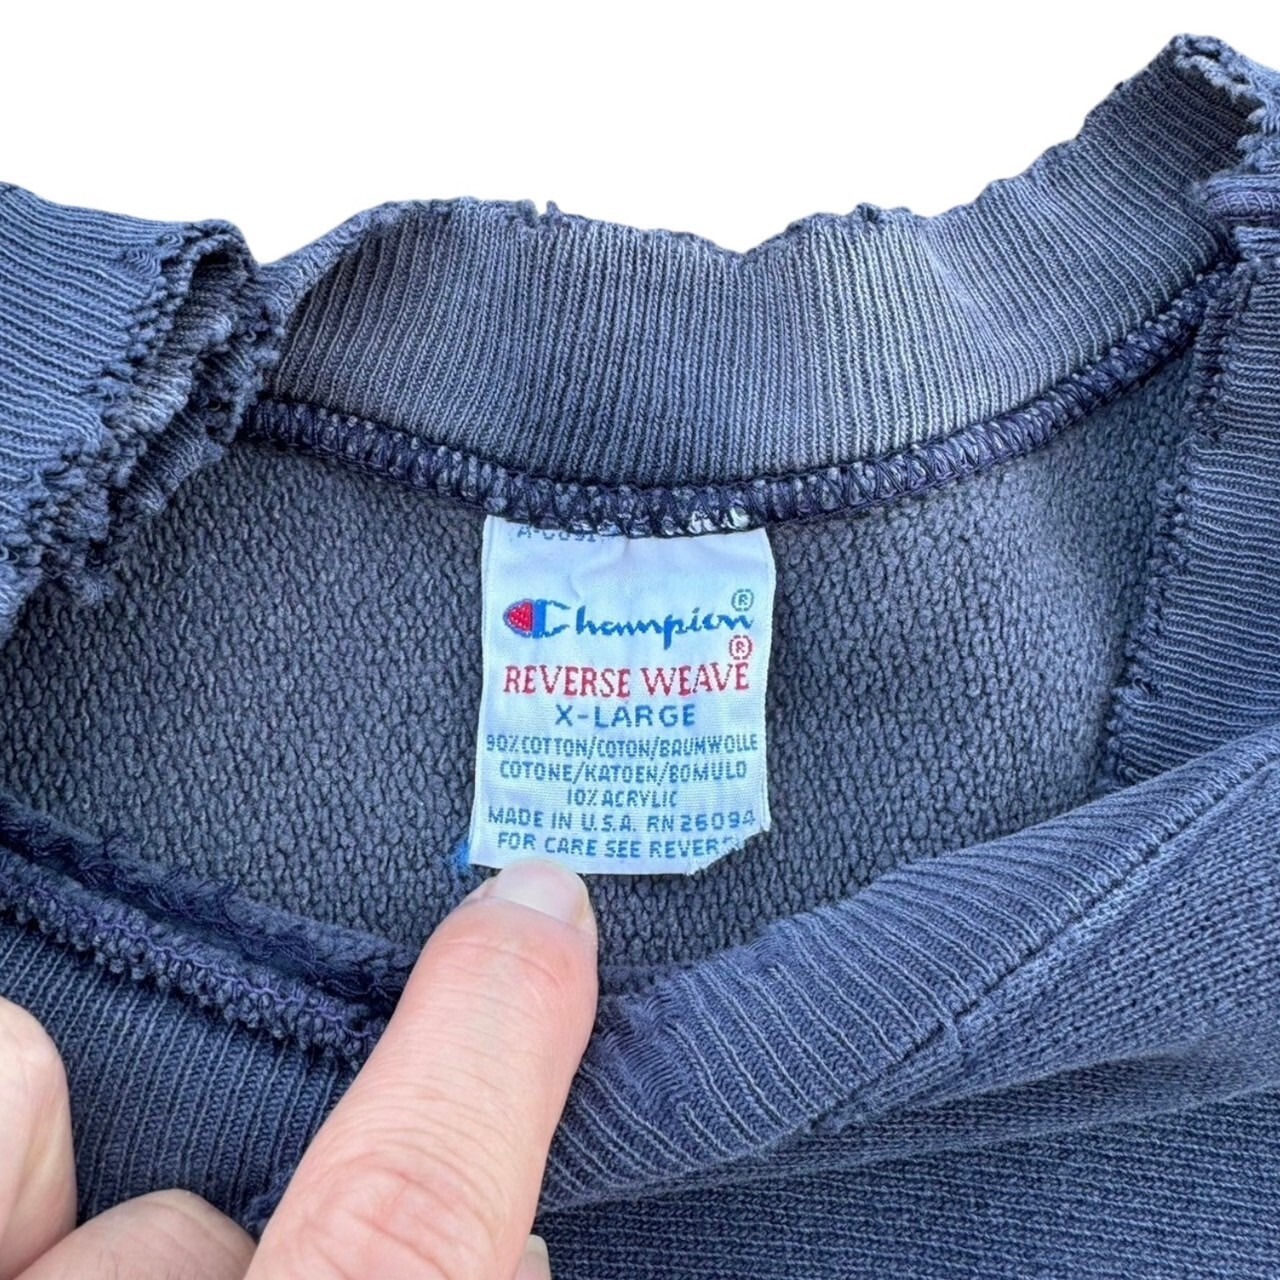 Champion®
REVERSE WEAVE®
X-LARGE
90% COTTON/COTON/BAUMWOLLE
COTONE/KATOEN/BOMULD
10% ACRYLIC
MADE IN U.S.A. RN 26094
FOR CARE SEE